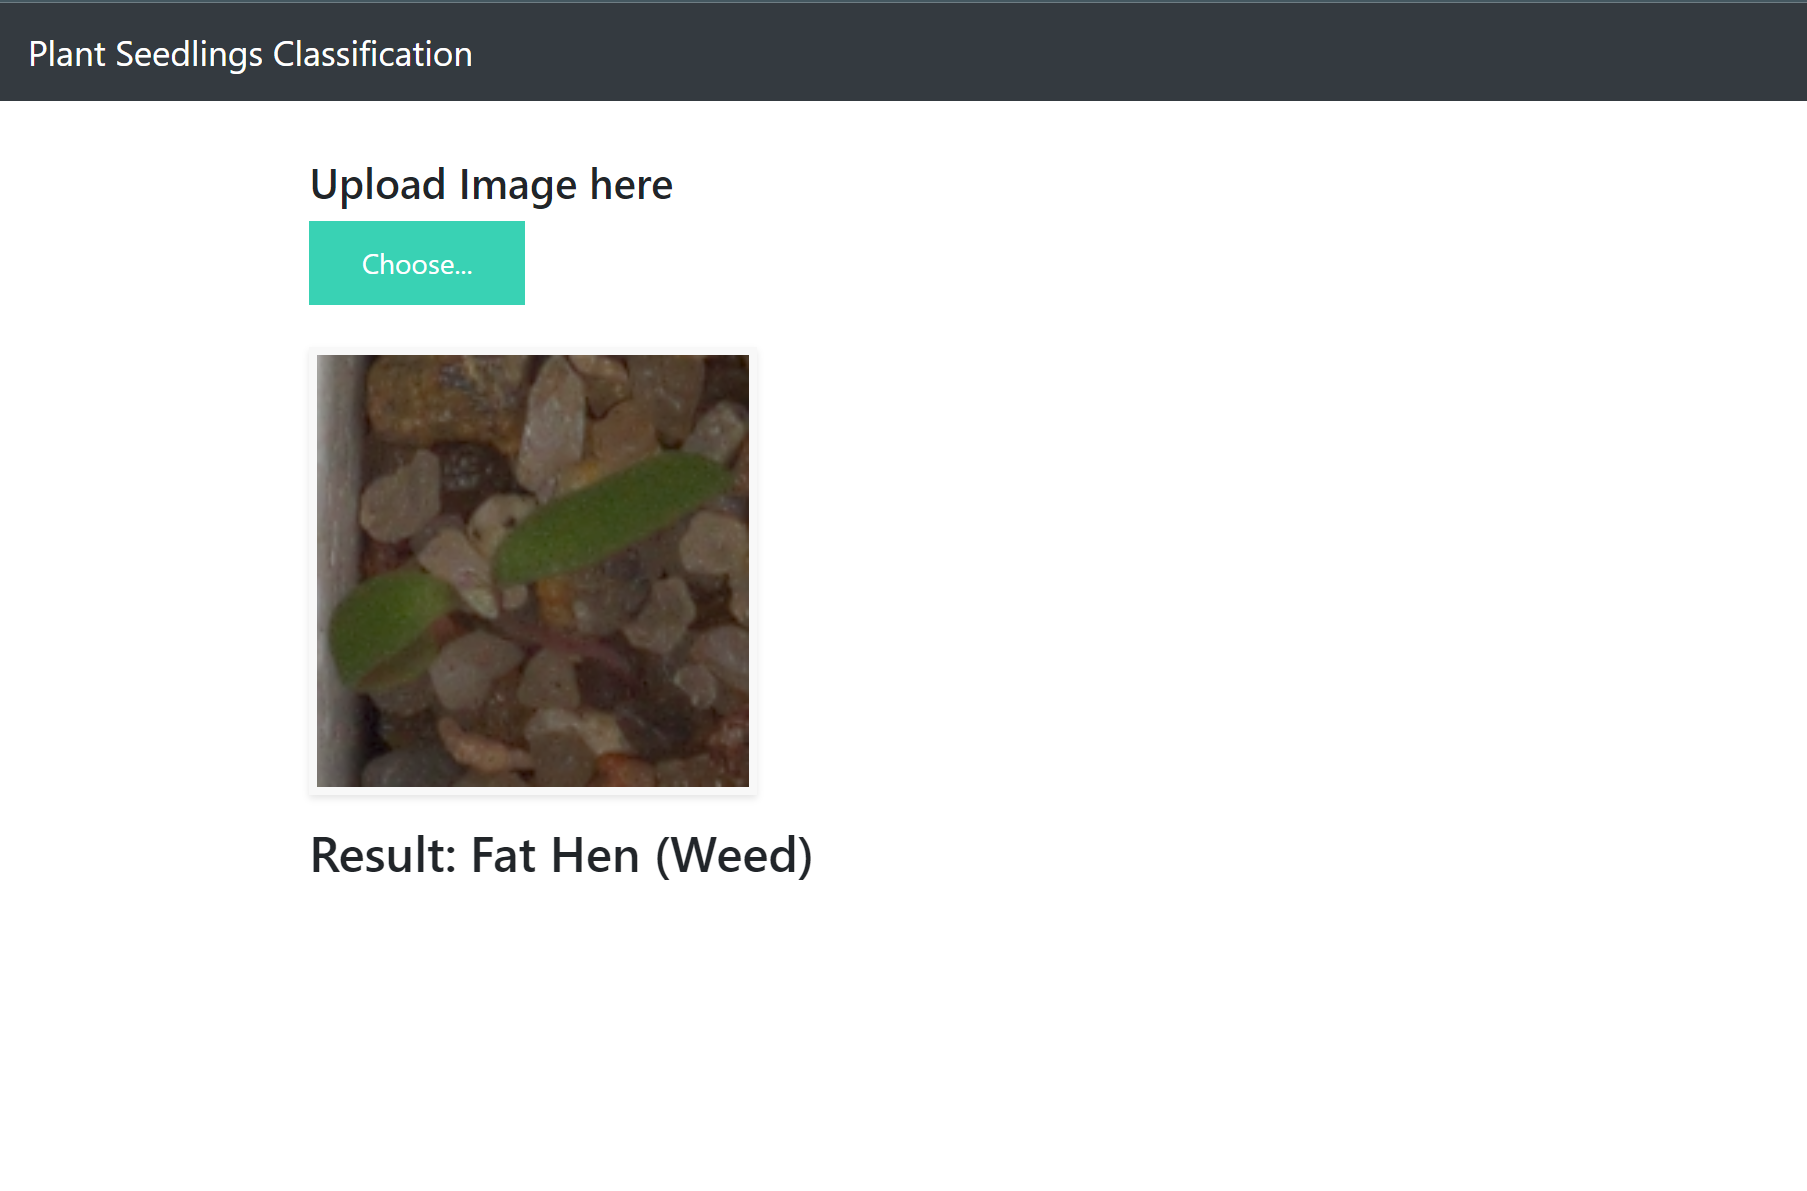 Plant Seedlings Classification
Upload Image here
Choose...
Result: Fat Hen (Weed)